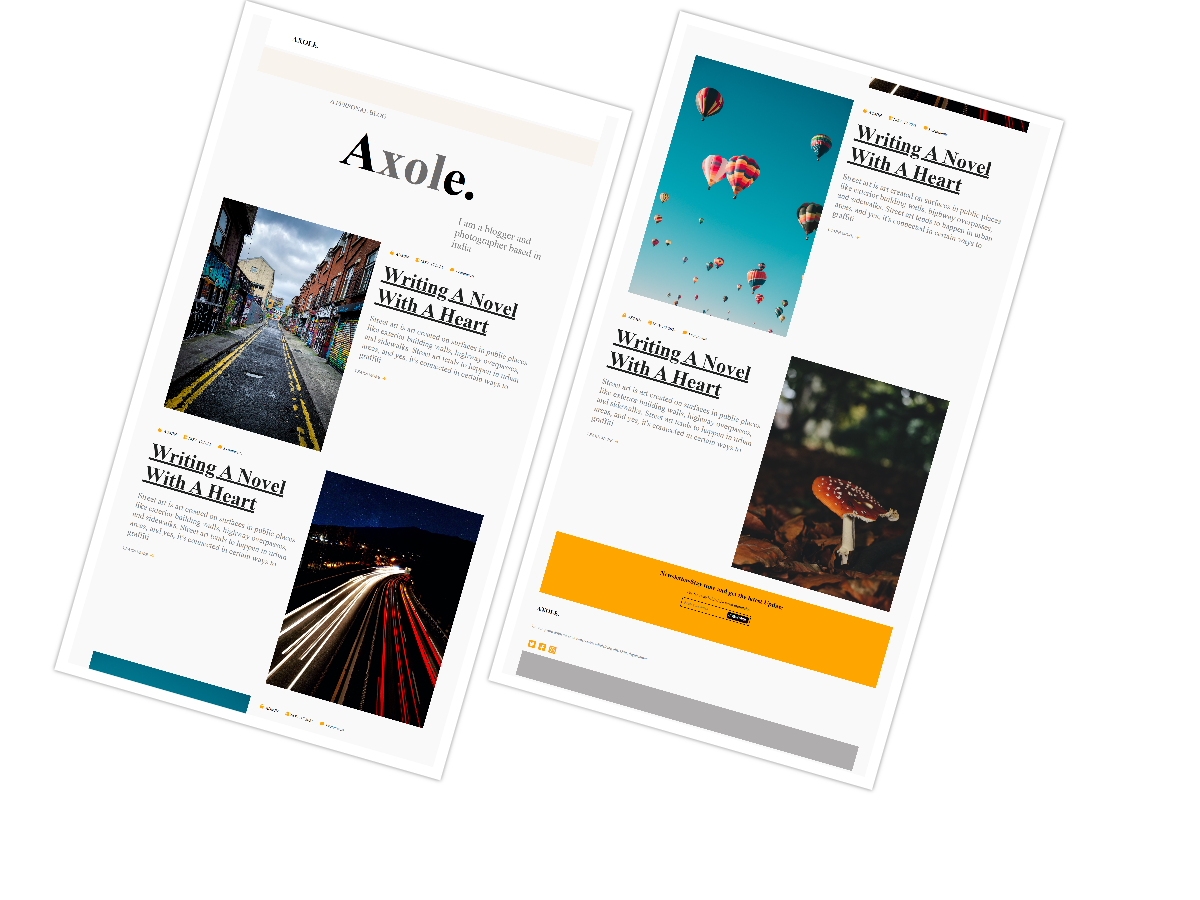 AXOLE.
A PERSONAL BLOG
Axole.
I am a blogger and
photographer based in
india
Writing A Novel
With A Heart
Street art is art created on surfaces in public places
like exterior building walls, highway overpasses,
and sidewalks. Street art tends to happen in urban
areas, and yes, it's connected in certain ways to
graffiti
Writing A Novel
With A Heart
Street art is art created on surfaces in public places
like exterior building walls, highway overpasses,
and sidewalks. Street art tends to happen in urban
areas, and yes, it's connected in certain ways to
graffiti
Writing A Novel
With A Heart
Street art is art created on surfaces in public places
like exterior building walls, highway overpasses,
and sidewalks. Street art tends to happen in urban
areas, and yes, it's connected in certain ways to
graffiti
Writing A Novel
With A Heart
Street art is art created on surfaces in public places
like exterior building walls, highway overpasses,
and sidewalks. Street art tends to happen in urban
areas, and yes, it's connected in certain ways to
graffiti
Newsletter-Stay tune and get the latest Update
AXOLE.